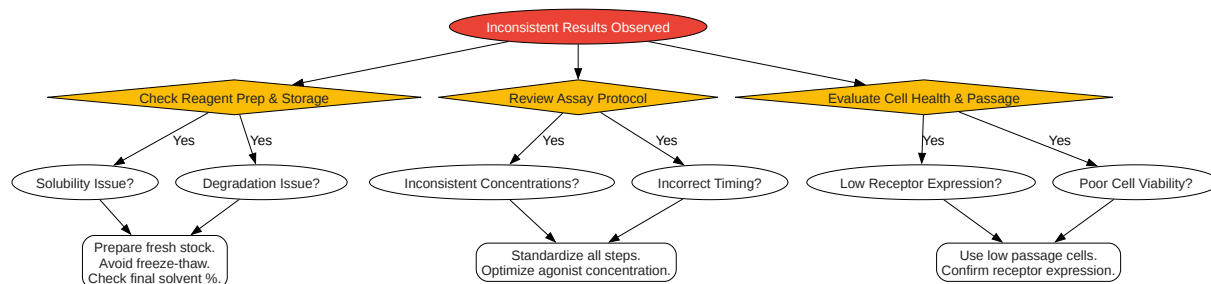 Inconsistent Results Observed
Check Reagent Prep & Storage
Review Assay Protocol
Evaluate Cell Health & Passage
Yes
Yes
Yes
Yes
Yes
Yes
Solubility Issue?
Degradation Issue?
Inconsistent Concentrations?
Incorrect Timing?
Low Receptor Expression?
Poor Cell Viability?
Prepare fresh stock.
Avoid freeze-thaw.
Check final solvent %.
Standardize all steps.
Optimize agonist concentration.
Use low passage cells.
Confirm receptor expression.